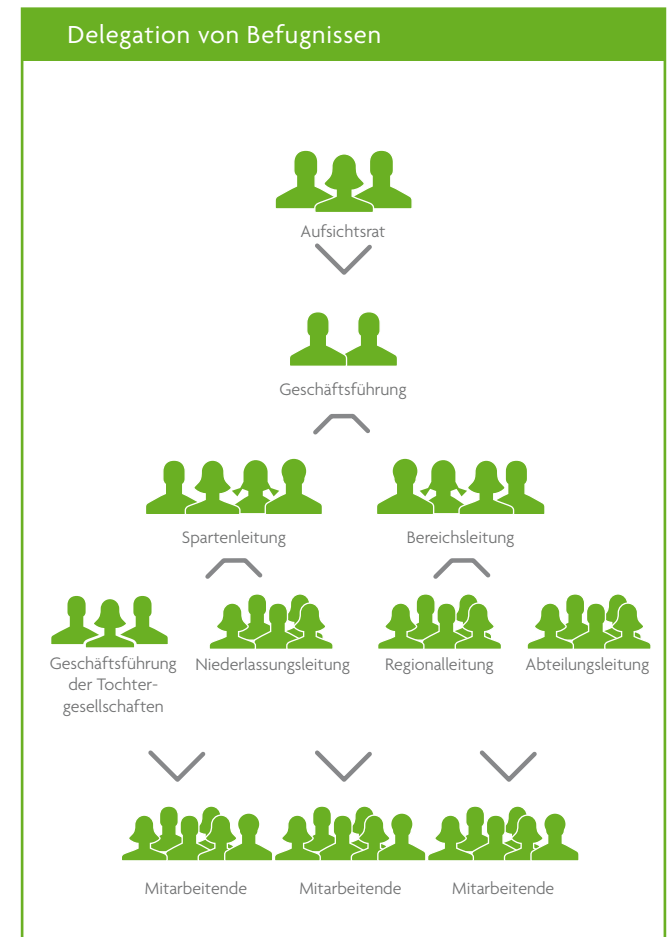 Delegation von Befugnissen
Aufsichtsrat
Geschäftsführung
Spartenleitung
Bereichsleitung
Geschäftsführung
der Tochter-
gesellschaften
Niederlassungsleitung
Regionalleitung
Abteilungsleitung
Mitarbeitende
Mitarbeitende
Mitarbeitende